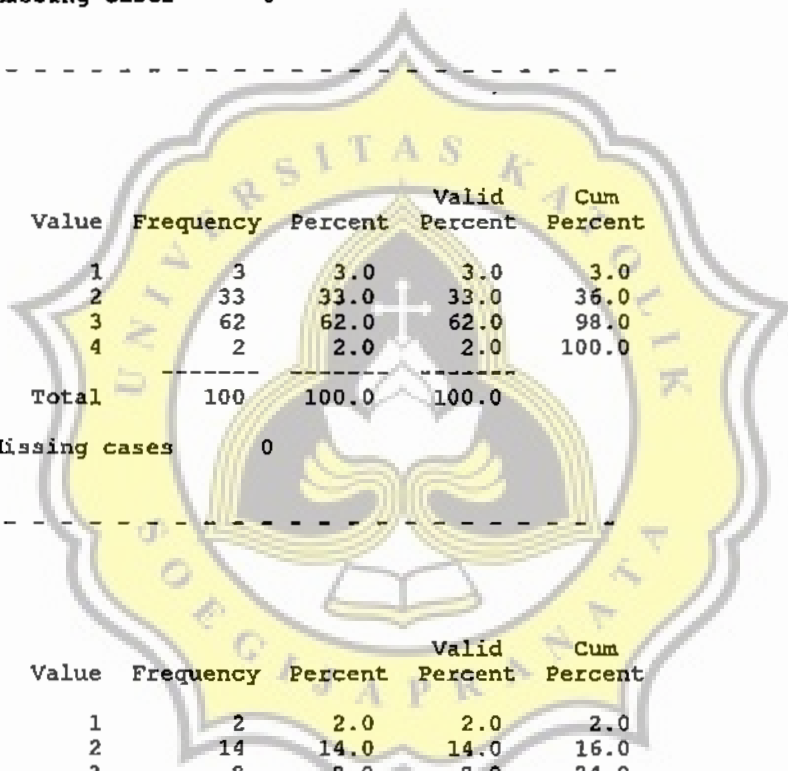 Valid Cum
Value Frequency Percent Percent Percent
1 3 3.0 3.0 3.0
2 33 33.0 33.0 36.0
3 62 62.0 62.0 98.0
4 2 2.0 2.0 100.0
------- ------- -------
Total 100 100.0 100.0
Missing cases 0
UNIVERSITAS KATOLIK
SOEGIJAPRANATA
Valid Cum
Value Frequency Percent Percent Percent
1 2 2.0 2.0 2.0
2 14 14.0 14.0 16.0